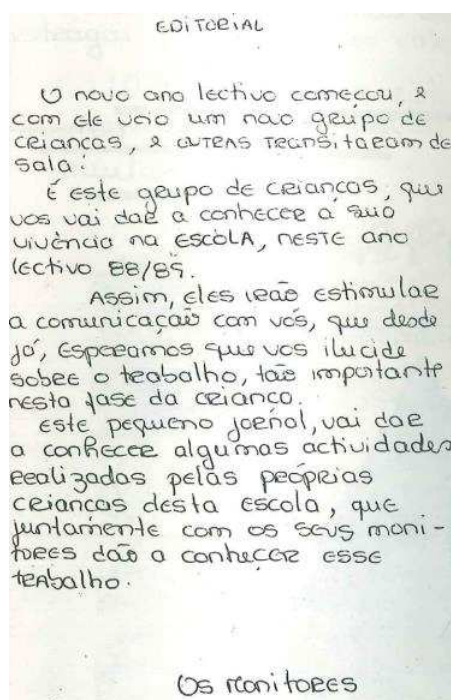 EDITORIAL
O novo ano lectivo começou, e
com ele veio um novo grupo de
crianças, e outras transitaram de
sala.
É este grupo de crianças, que
vos vai dar a conhecer a suo
vivência na escola, neste ano
lectivo 88/89.
Assim, eles irão estimular
a comunicação com vós, que desde
já, esperamos que vos ilucide
sobre o trabalho, tão importante
nesta fase da criança.
este pequeno jornal, vai dar
a conhecer algumas actividades
realizadas pelas próprias
crianças desta escola, que
juntamente com os seus moni-
tores dão a conhecer esse
trabalho.
Os monitores